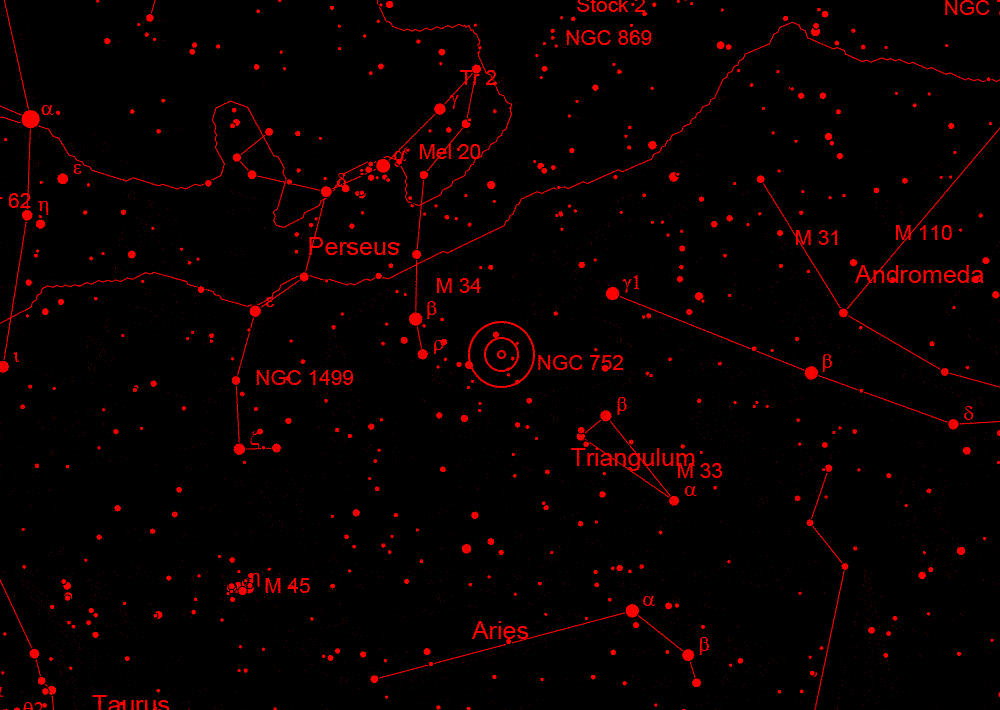 Stock 2
NGC
NGC 869
Tr 2
α
γ
α
Mel 20
ε
δ
62 η
M 31
M 110
Perseus
Andromeda
M 34
γ1
ε
β
ρ
ι
NGC 752
β
NGC 1499
β
δ
ζ
Triangulum
M 33
α
η M 45
α
Aries
β
Taurus
θ2